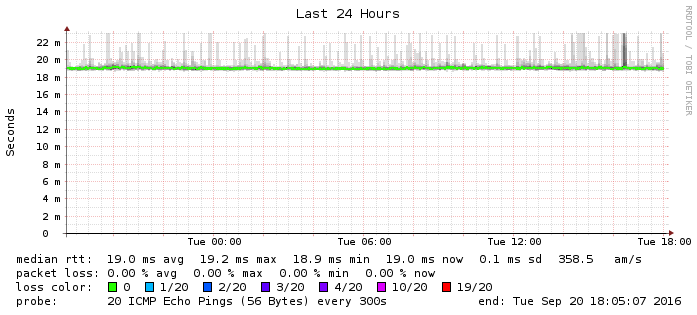 Last 24 Hours
RRDTOOL / TOBI OETIKER
Seconds
22 m
20 m
18 m
16 m
14 m
12 m
10 m
8 m
6 m
4 m
2 m
0
Tue 00:00 Tue 06:00 Tue 12:00 Tue 18:00
median rtt: 19.0 ms avg 19.2 ms max 18.9 ms min 19.0 ms now 0.1 ms sd 358.5 am/s
packet loss: 0.00 % avg 0.00 % max 0.00 % min 0.00 % now
loss color: 0 1/20 2/20 3/20 4/20 10/20 19/20
probe: 20 ICMP Echo Pings (56 Bytes) every 300s end: Tue Sep 20 18:05:07 2016